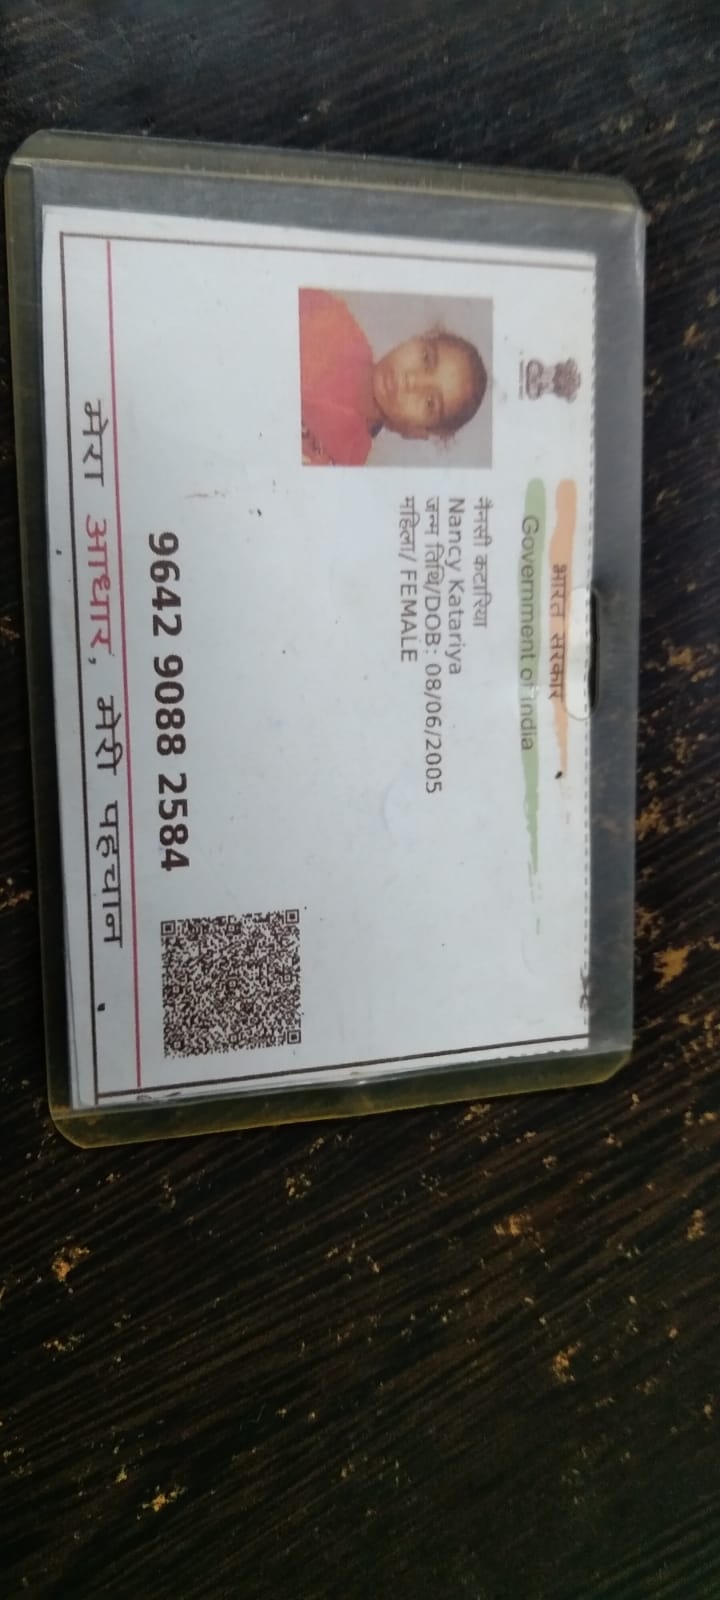 भारत सरकार
Government of India
नैनसी कटारिया
Nancy Katariya
जन्म तिथि/DOB: 08/06/2005
महिला/ FEMALE
9642 9088 2584
मेरा आधार, मेरी पहचान